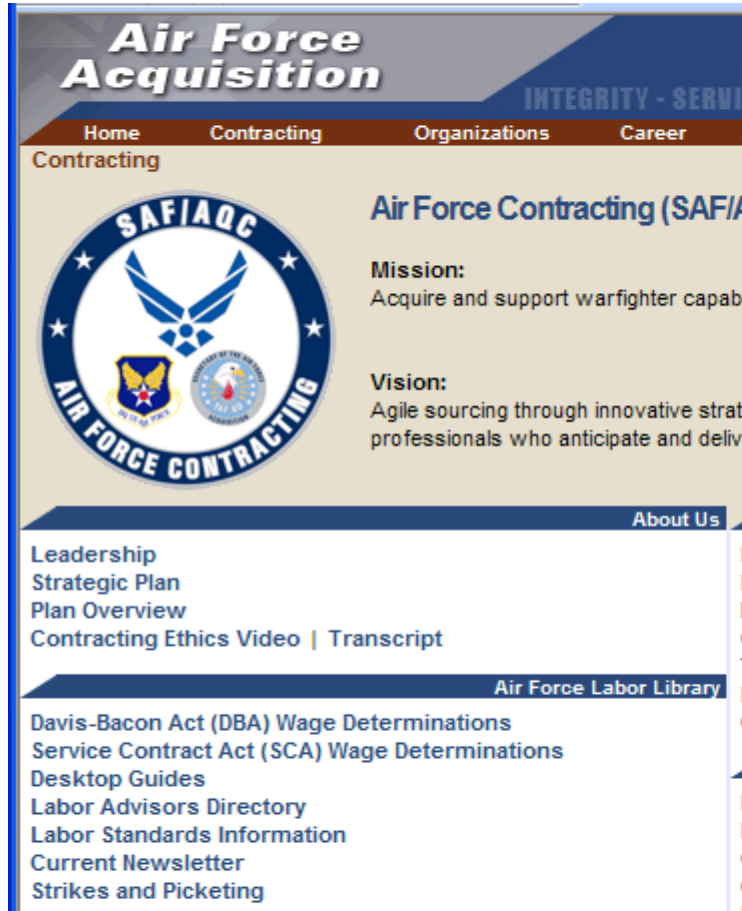 Air Force
Acquisition
INTEGRITY - SERVI
Home Contracting Organizations Career
Contracting
SAF/AQC
AIR FORCE CONTRACTING
Air Force Contracting (SAF/A
Mission:
Acquire and support warfighter capab
Vision:
Agile sourcing through innovative strat
professionals who anticipate and deliv
About Us
Leadership
Strategic Plan
Plan Overview
Contracting Ethics Video | Transcript
Air Force Labor Library
Davis-Bacon Act (DBA) Wage Determinations
Service Contract Act (SCA) Wage Determinations
Desktop Guides
Labor Advisors Directory
Labor Standards Information
Current Newsletter
Strikes and Picketing